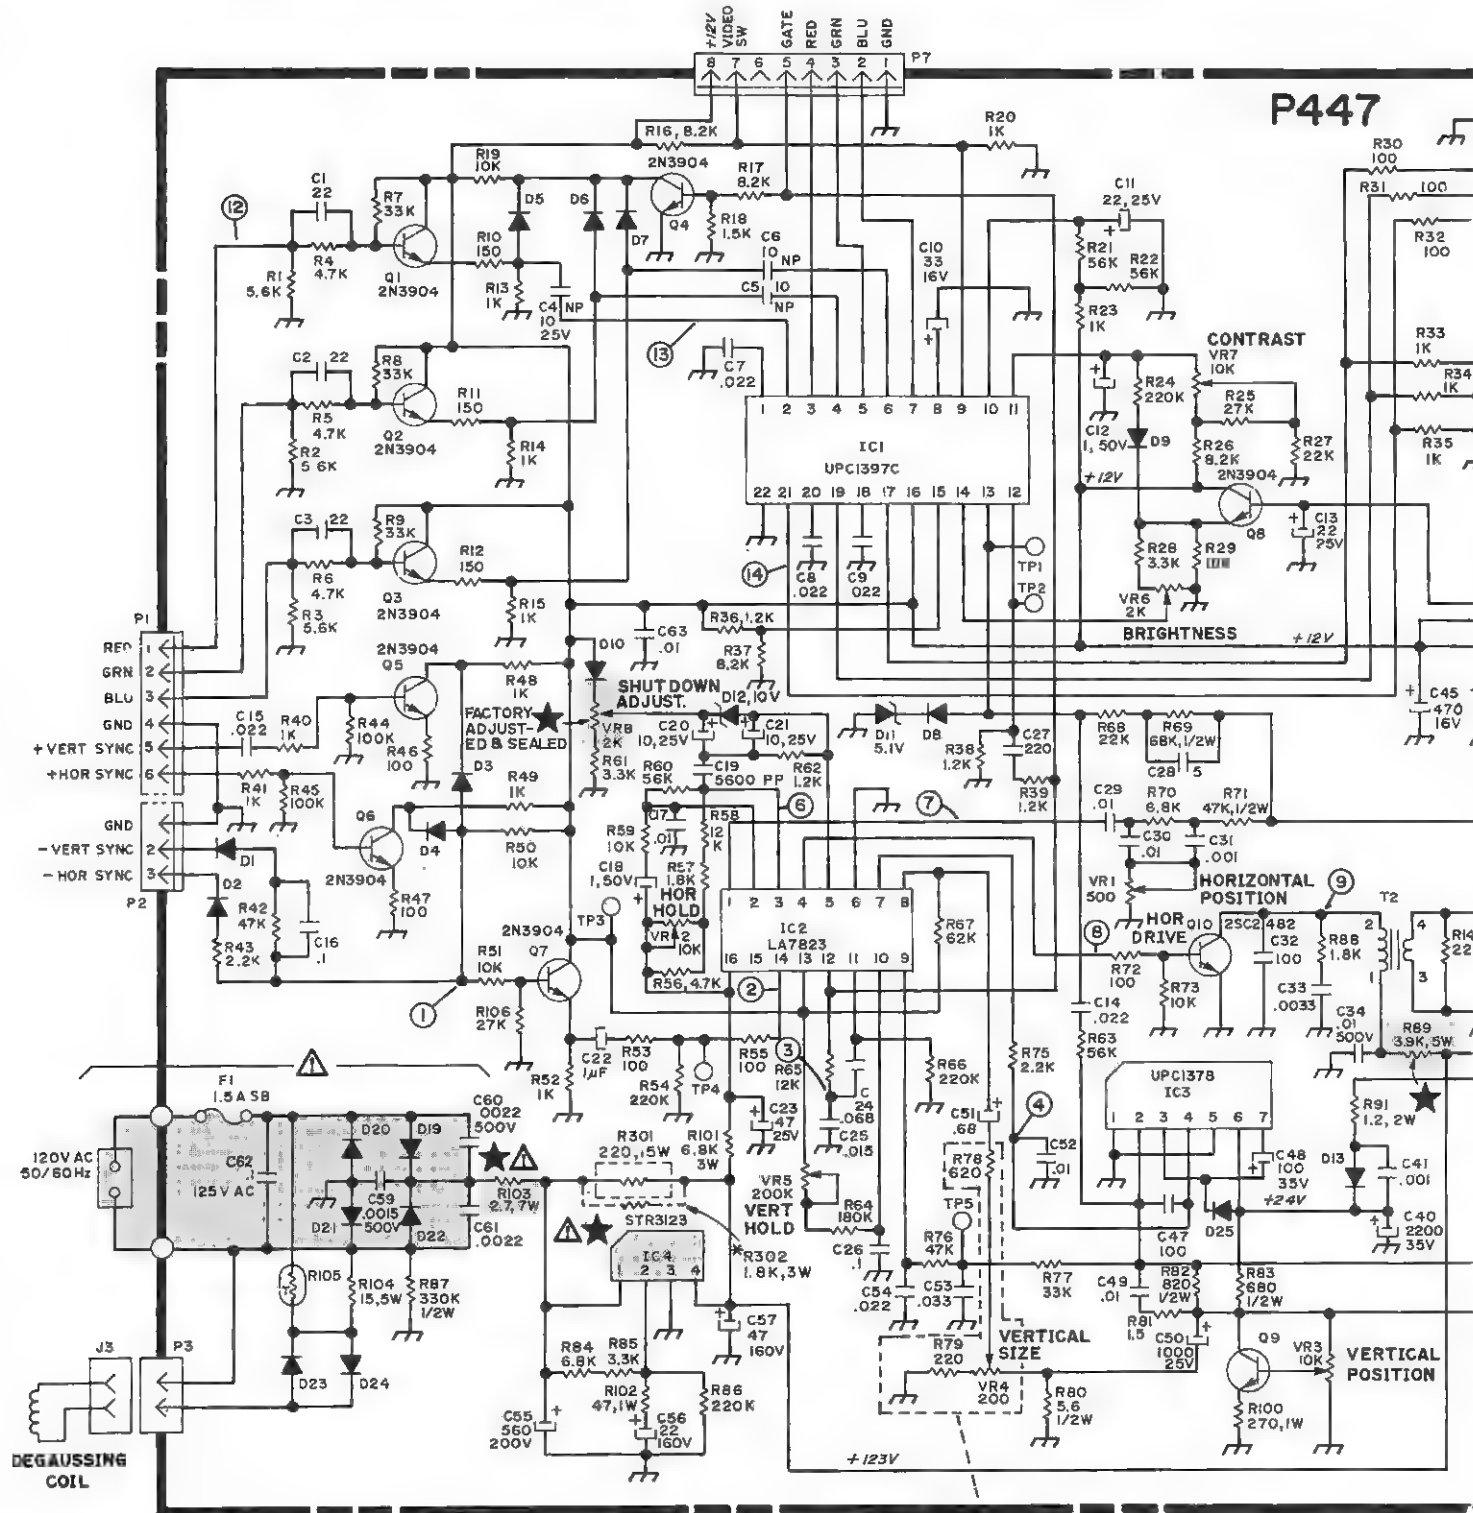 +12V
VIDEO SW
GATE
RED
GRN
BLU
GND
8 7 6 5 4 3 2 1
P7
P447
R16, 8.2K
2N3904
R20
1K
R30
100
R31
100
R32
100
R19
10K
R17
8.2K
C1
22
R7
33K
D5
D6
D7
Q4
R18
1.5K
C11
22,25V
12
R4
4.7K
R1
5.6K
Q1
2N3904
R10
150
R13
1K
C4
10
25V
NP
C6
10
NP
C5
10
NP
C10
33
16V
R21
56K
R22
56K
R23
1K
13
C7
.022
CONTRAST
VR7
10K
R33
1K
R34
1K
R35
1K
C2
22
R8
33K
R5
4.7K
R2
5.6K
Q2
2N3904
R11
150
R14
1K
1 2 3 4 5 6 7 8 9 10 11
IC1
UPC1397C
22 21 20 19 18 17 16 15 14 13 12
C12
1, 50V
R24
220K
D9
R25
27K
R26
8.2K
R27
22K
2N3904
+12V
Q8
C13
22
25V
C3
22
R9
33K
R6
4.7K
R3
5.6K
Q3
2N3904
R12
150
R15
1K
14
C8
.022
C9
022
TP1
TP2
R28
3.3K
R29
VR6
2K
BRIGHTNESS
+12V
P1
RED 1
GRN 2
BLU 3
GND 4
+VERT SYNC 5
+HOR SYNC 6
GND
-VERT SYNC 2
-HOR SYNC 3
P2
2N3904
Q5
R48
1K
D10
C63
.01
R36,1.2K
R37
8.2K
SHUTDOWN
ADJUST.
D12,10V
FACTORY
ADJUST-
ED & SEALED
VR8
2K
R61
3.3K
C20
10,25V
C21
10,25V
C15
.022
R40
1K
R44
100K
R46
100
R41
1K
R45
100K
D3
R49
1K
R60
56K
C19
5600 PP
R62
1.2K
D11
5.1V
D8
R38
1.2K
C27
220
R39
1.2K
R68
22K
R69
68K,1/2W
C28
5
C45
470
16V
D1
D2
Q6
2N3904
D4
R50
10K
R47
100
R59
10K
C17
.01
R58
12
K
C18
1,50V
R57
1.8K
HOR
HOLD
VR2
10K
R56,4.7K
6
7
C29
.01
R70
6.8K
R71
47K,1/2W
C30
.01
C31
.001
VR1
500
HORIZONTAL
POSITION
R42
47K
R43
2.2K
C16
.1
TP3
2N3904
R51
10K
Q7
1
R106
27K
1 2 3 4 5 6 7 8
IC2
LA7823
16 15 14 13 12 11 10 9
2
R67
62K
HOR
DRIVE
8
Q10
2SC2482
9
T2
2
4
1
3
R72
100
R73
10K
C32
100
R88
1.8K
C33
.0033
C34
.01
500V
R89
3.9K,5W
C14
.022
R63
56K
C22
1µF
R53
100
R55
100
R54
220K
TP4
R52
1K
3
R65
12K
C
24
.068
C25
.015
R66
220K
R75
2.2K
C51
.68
4
C52
.01
UPC1378
IC3
1 2 3 4 5 6 7
R91
1.2, 2W
F1
1.5A SB
120V AC
50/60Hz
C62
125V AC
D20
D19
C60
.0022
500V
C59
.0015
500V
D21
D22
C61
.0022
R103
2.7,7W
R301
220,15W
R101
6.8K
3W
C23
47
25V
VR5
200K
VERT
HOLD
R64
180K
C26
.1
R78
620
TP5
R76
47K
C48
100
35V
+24V
D13
C41
.001
C40
2200
35V
D25
C47
100
STR3123
IC4
1 2 3 4
*R302
1.8K,3W
R105
R104
15,5W
R87
330K
1/2W
C54
.022
C53
.033
R77
33K
C49
.01
R82
820
1/2W
R83
680
1/2W
R81
1.5
C50
1000
25V
Q9
VR3
10K
VERTICAL
POSITION
R100
270,1W
J3
P3
D23
D24
R84
6.8K
R85
3.3K
R102
47,1W
C56
22
160V
R86
220K
C57
47
160V
C55
560
200V
VERTICAL
SIZE
R79
220
VR4
200
R80
5.6
1/2W
+123V
DEGAUSSING
COIL